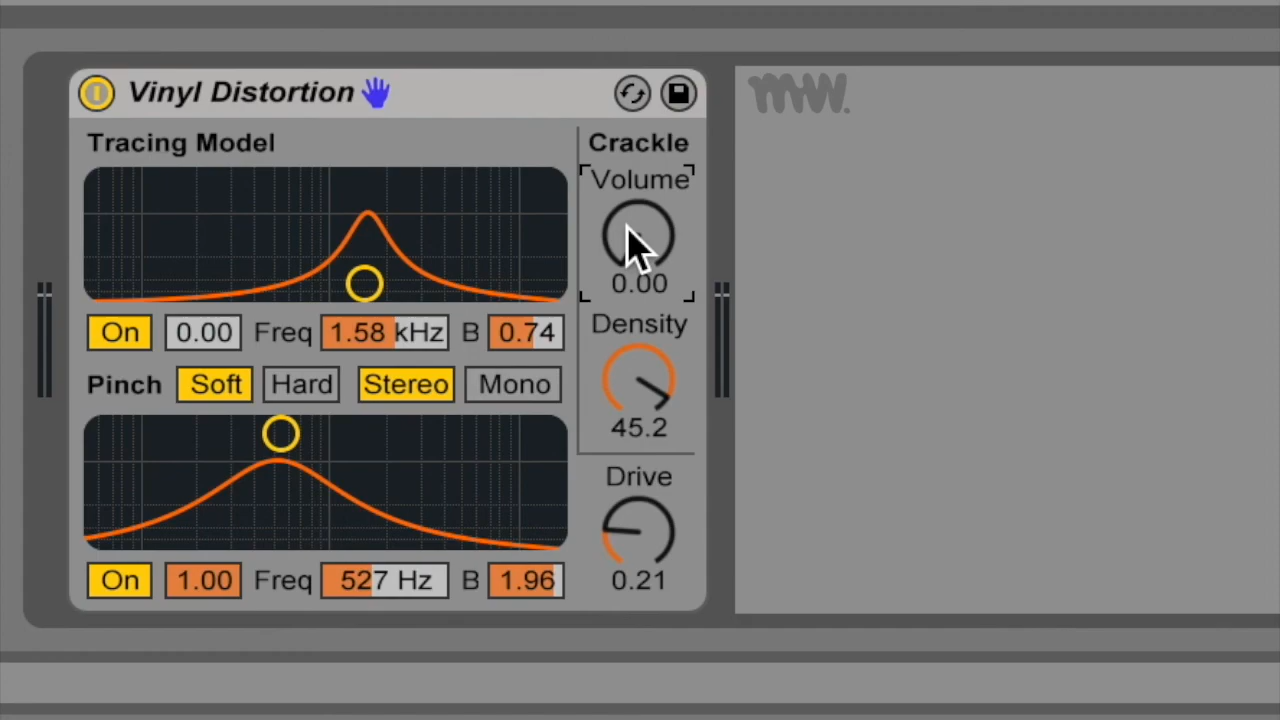 Vinyl Distortion
Tracing Model
On 0.00 Freq 1.58 kHz B 0.74
Pinch Soft Hard Stereo Mono
On 1.00 Freq 527 Hz B 1.96
Crackle
Volume
0.00
Density
45.2
Drive
0.21
mw.